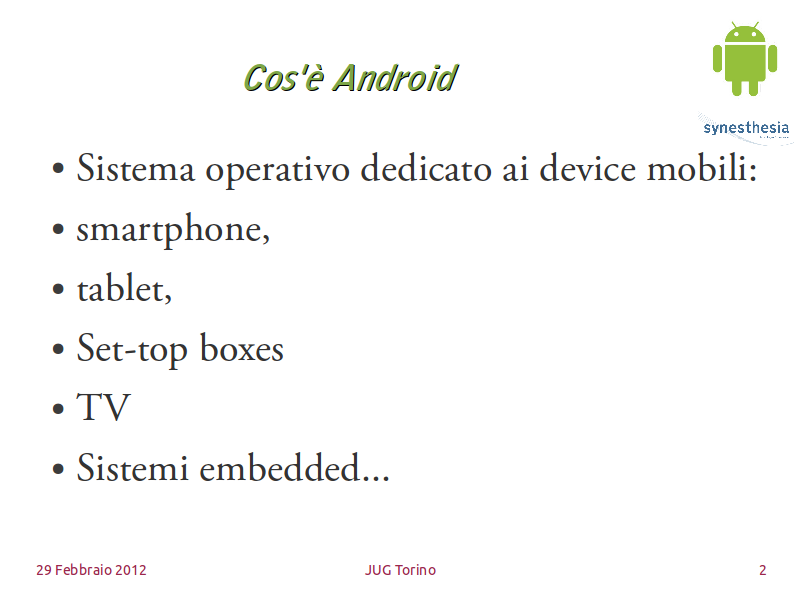 Cos'è Android
synesthesia
• Sistema operativo dedicato ai device mobili:
• smartphone,
• tablet,
• Set-top boxes
• TV
• Sistemi embedded...
29 Febbraio 2012
JUG Torino
2